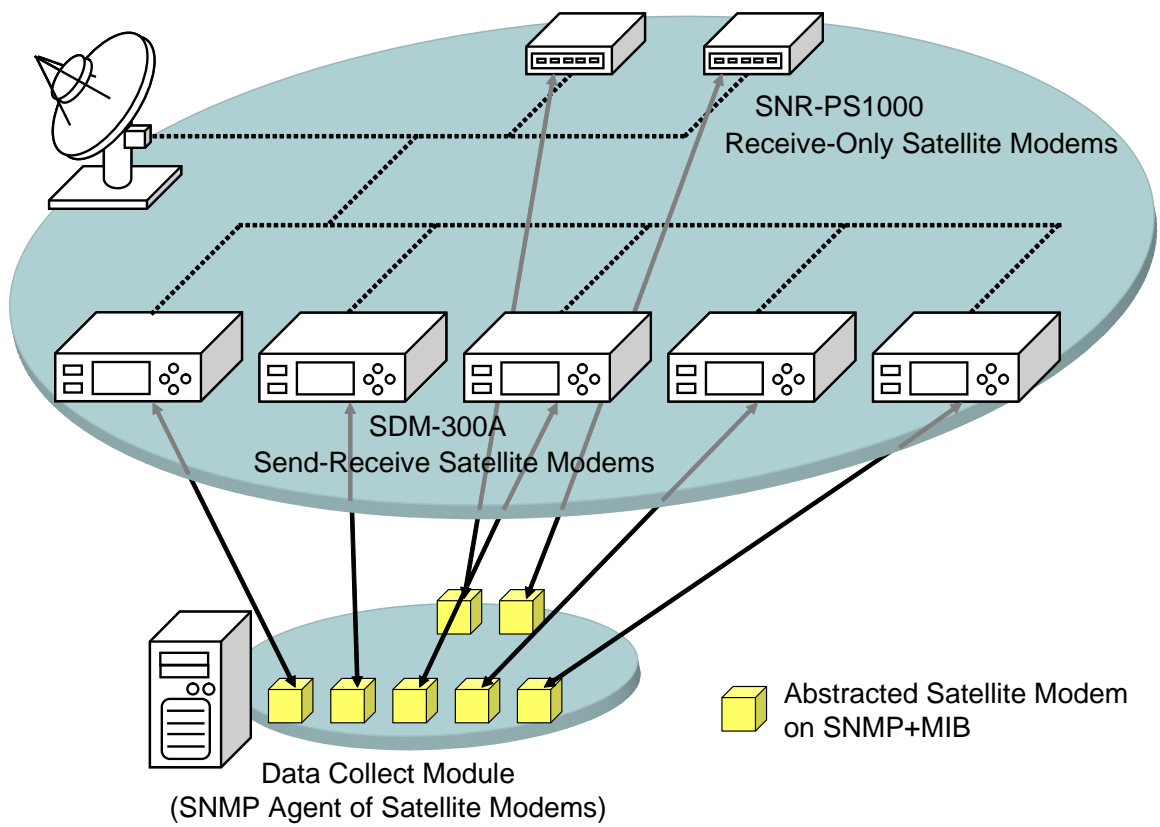 SNR-PS1000
Receive-Only Satellite Modems
SDM-300A
Send-Receive Satellite Modems
Abstracted Satellite Modem
on SNMP+MIB
Data Collect Module
(SNMP Agent of Satellite Modems)